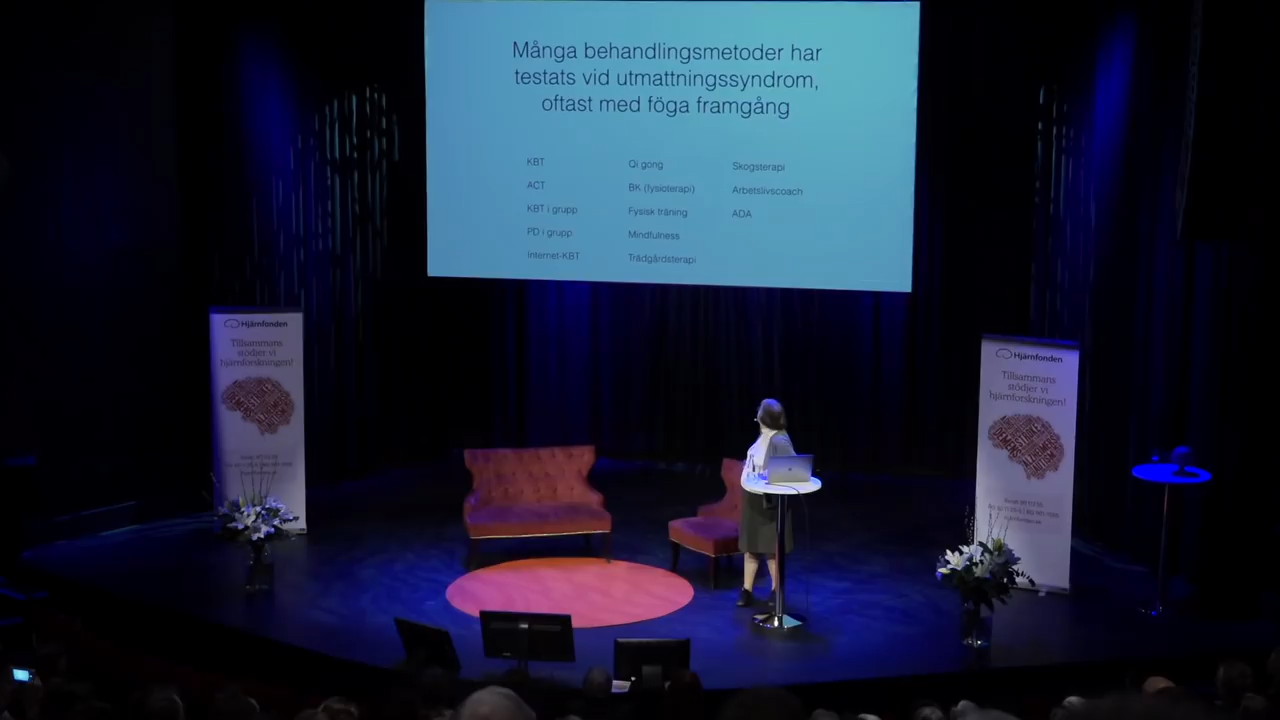 Många behandlingsmetoder har
testats vid utmattningssyndrom,
oftast med föga framgång
KBT
ACT
KBT i grupp
PD i grupp
Internet-KBT
Qi gong
BK (fysioterapi)
Fysisk träning
Mindfulness
Trädgårdsterapi
Skogsterapi
Arbetslivscoach
ADA
Hjärnfonden
Tillsammans
stödjer vi
hjärnforskningen!
Hjärnfonden
Tillsammans
stödjer vi
hjärnforskningen!